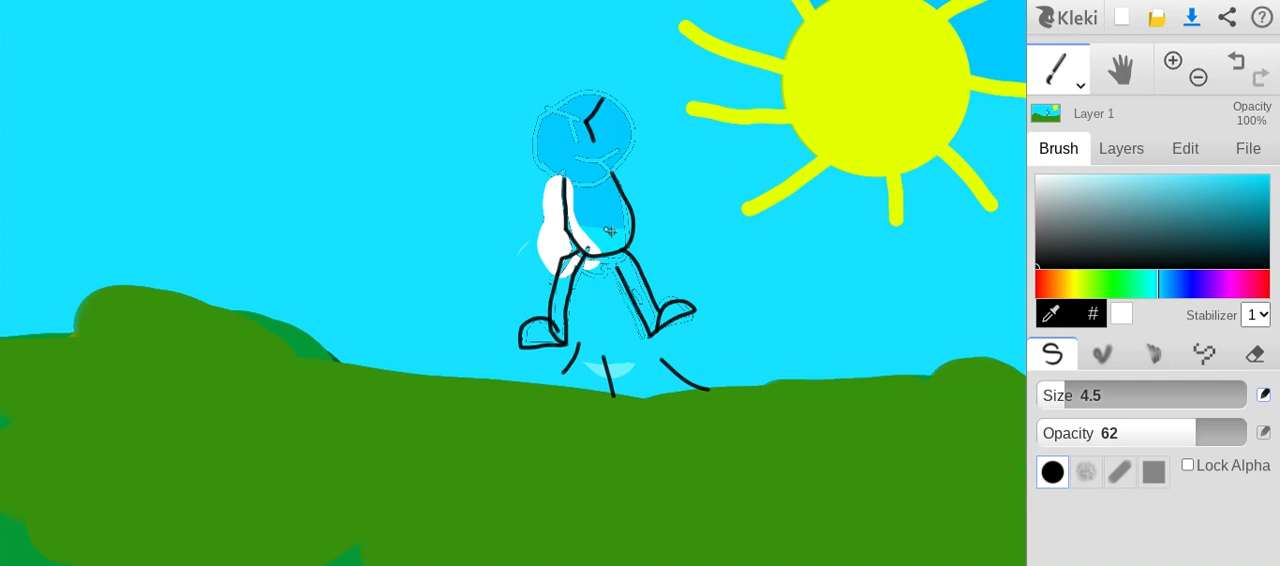 Kleki
Layer 1
Opacity
100%
Brush
Layers
Edit
File
#
Stabilizer
1
Size 4.5
Opacity 62
Lock Alpha